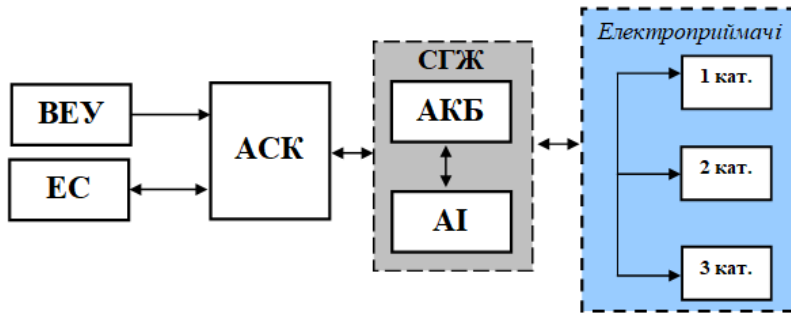 ВЕУ
ЕС
АСК
СГЖ
АКБ
АІ
Електроприймачі
1 кат.
2 кат.
3 кат.